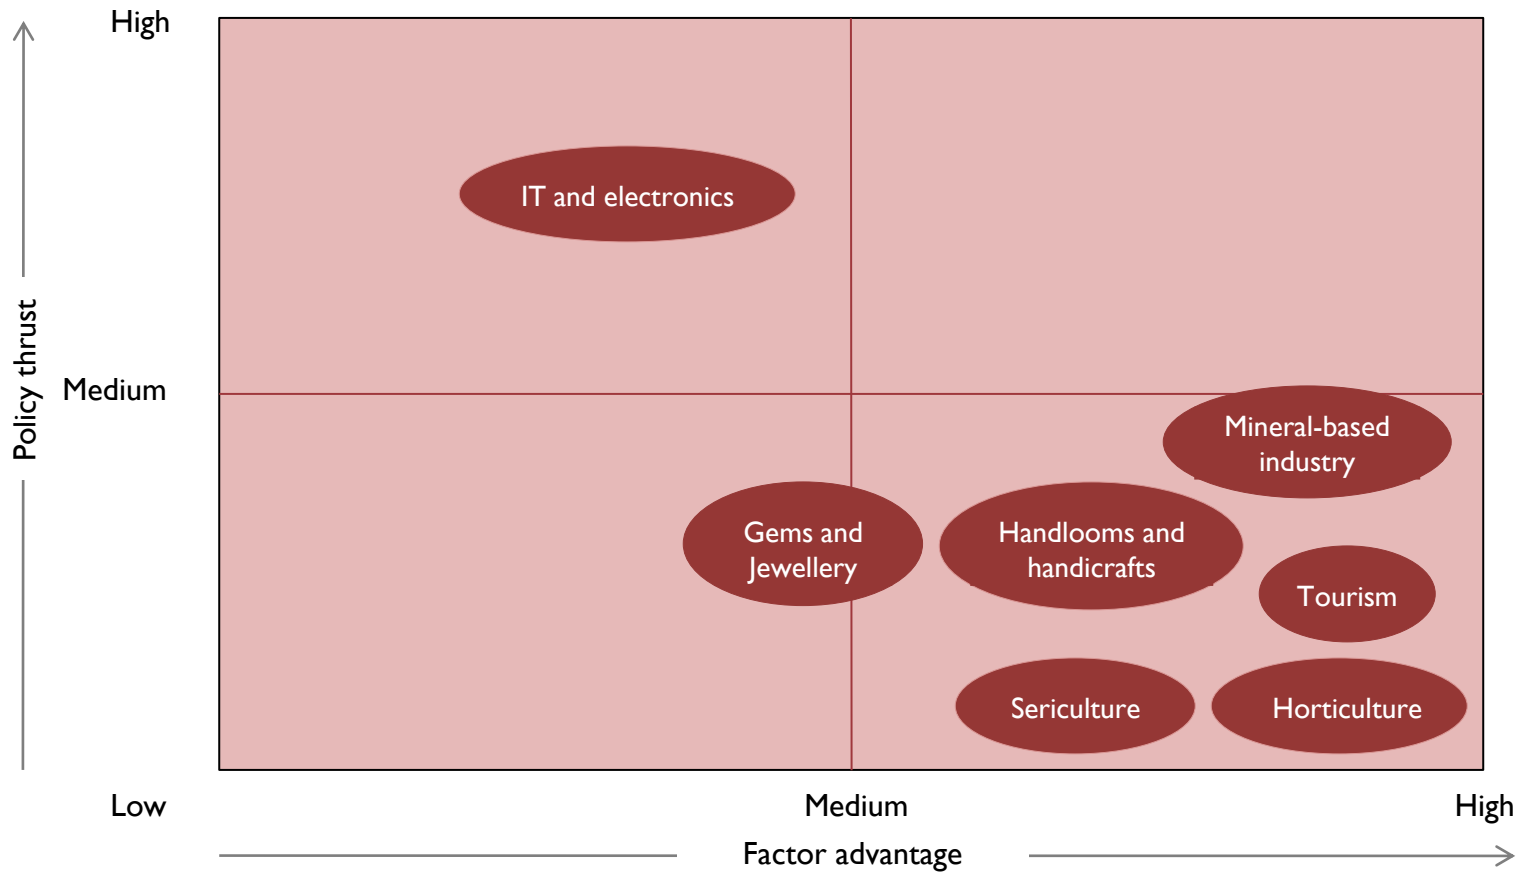 High
IT and electronics
Policy thrust
Medium
Mineral-based
industry
Gems and
Jewellery
Handlooms and
handicrafts
Tourism
Sericulture
Horticulture
Low
Medium
High
Factor advantage